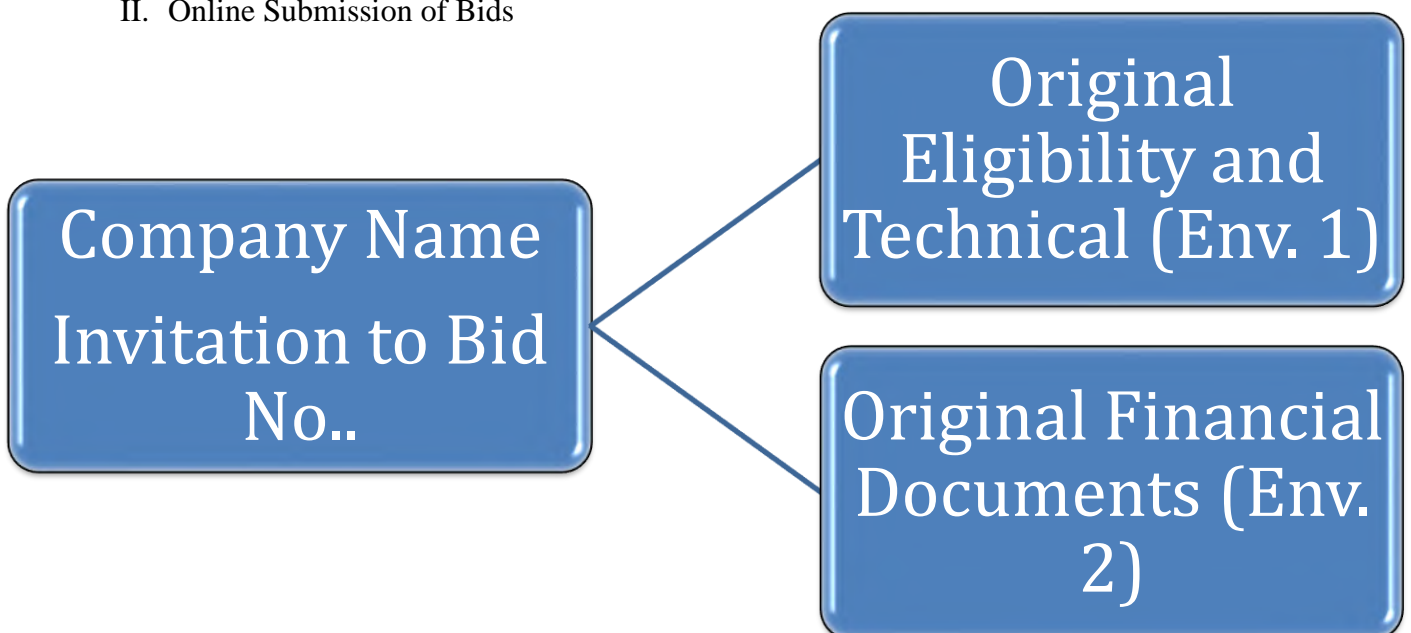 II. Online Submission of Bids
Company Name
Invitation to Bid
No..
Original
Eligibility and
Technical (Env. 1)
Original Financial
Documents (Env.
2)